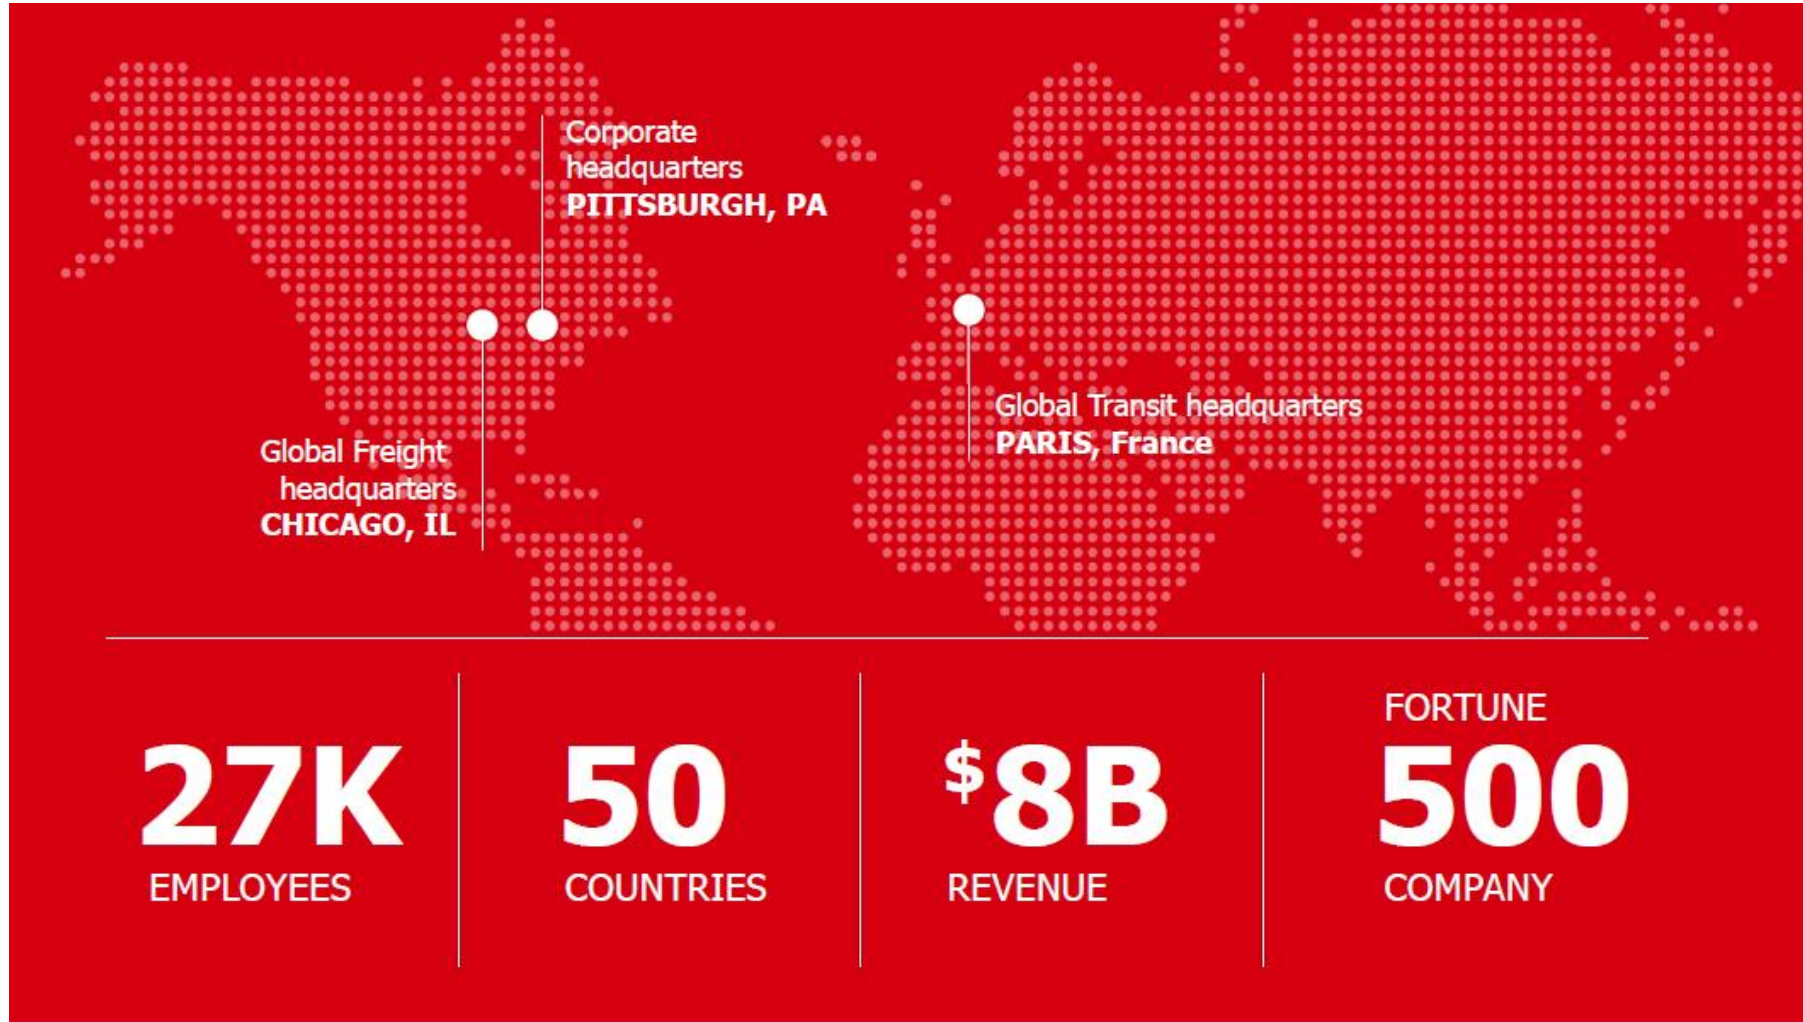 Corporate
headquarters
PITTSBURGH, PA
Global Transit headquarters
PARIS, France
Global Freight
headquarters
CHICAGO, IL
27K
EMPLOYEES
50
COUNTRIES
$8B
REVENUE
FORTUNE
500
COMPANY